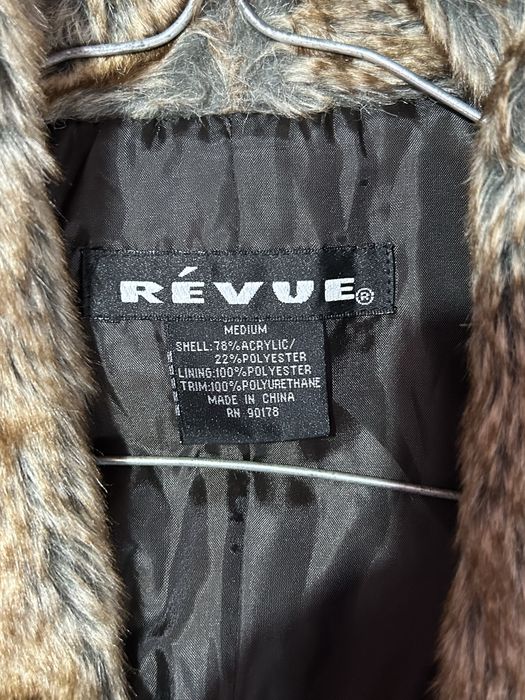 RÉVUE®
MEDIUM
SHELL:78%ACRYLIC/
22%POLYESTER
LINING:100%POLYESTER
TRIM:100%POLYURETHANE
MADE IN CHINA
RN 90178